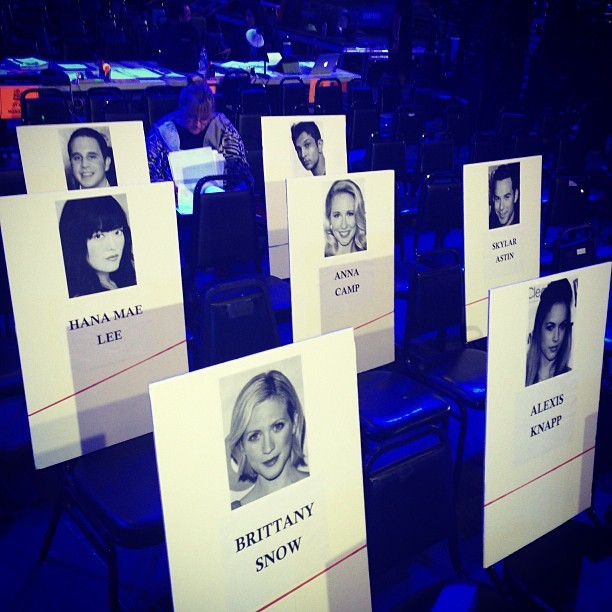 HANA MAE
LEE
ANNA
CAMP
SKYLAR
ASTIN
BRITTANY
SNOW
ALEXIS
KNAPP